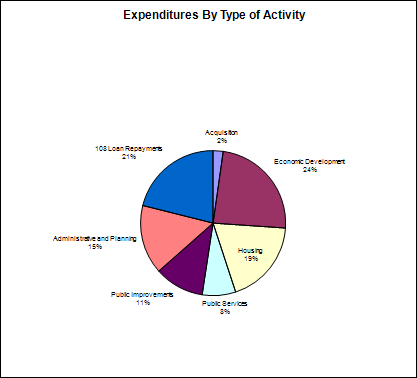 Expenditures By Type of Activity
Acquisition
2%
108 Loan Repayments
21%
Economic Development
24%
Administrative and Planning
15%
Housing
19%
Public Improvements
11%
Public Services
8%